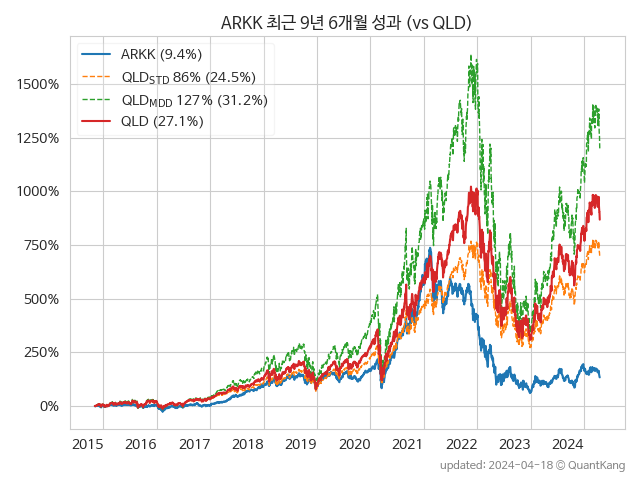 ARKK 최근 9년 6개월 성과 (vs QLD)
ARKK (9.4%)
QLD_STD 86% (24.5%)
QLD_MDD 127% (31.2%)
QLD (27.1%)
1500%
1250%
1000%
750%
500%
250%
0%
2015 2016 2017 2018 2019 2020 2021 2022 2023 2024
updated: 2024-04-18 © QuantKang